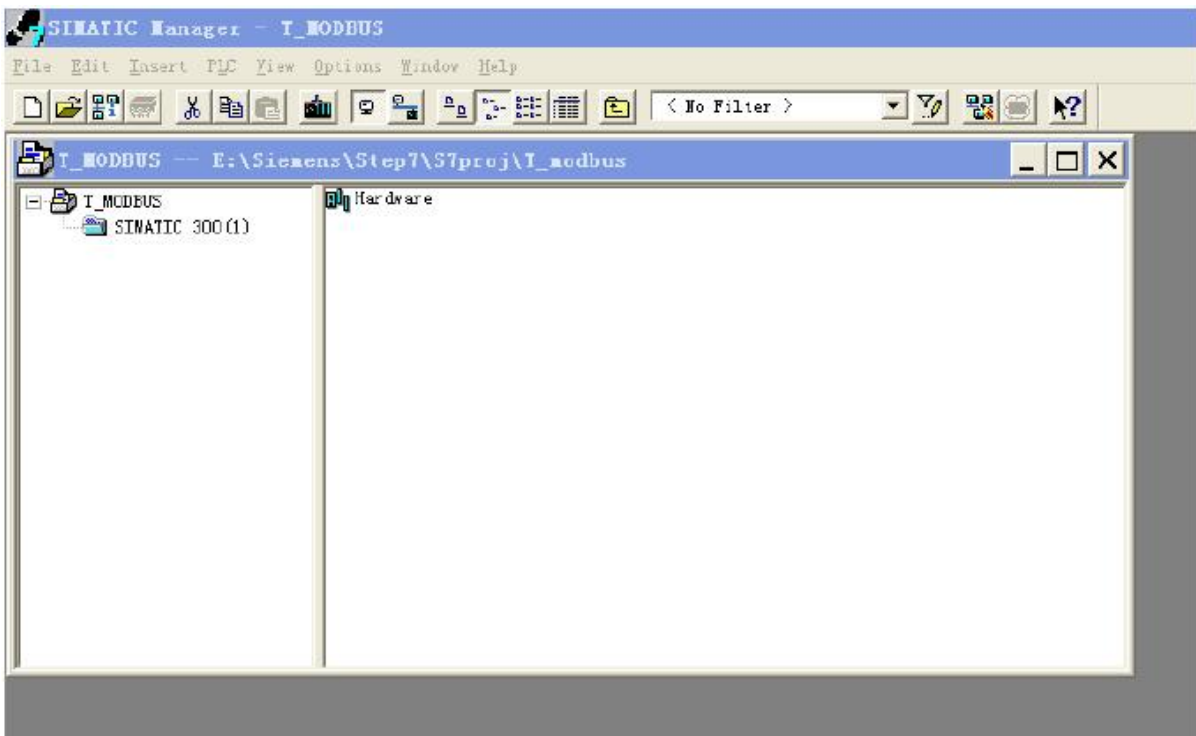 SIMATIC Manager - T_MODBUS
File Edit Insert PLC View Options Window Help
< No Filter >
T_MODBUS -- E:\Siemens\Step7\S7proj\T_modbus
T_MODBUS
Hardware
SIMATIC 300(1)